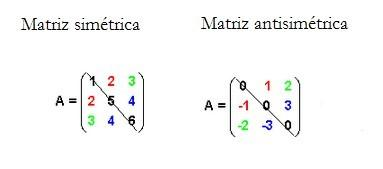 Matriz simétrica
1 2 3
A = 2 5 4
3 4 6
Matriz antisimétrica
0 1 2
A = -1 0 3
-2 -3 0